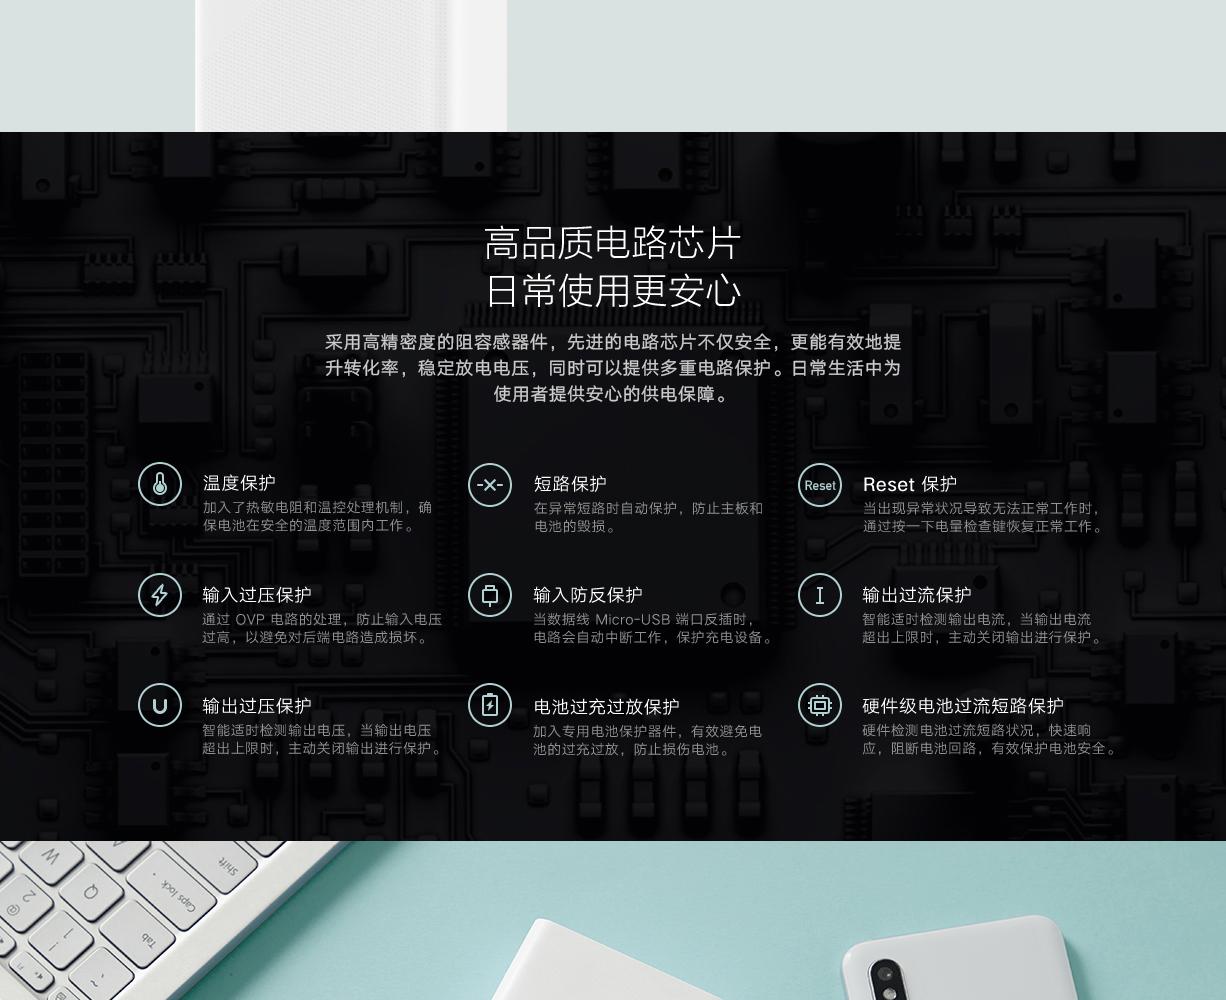 高品质电路芯片
日常使用更安心
采用高精密度的阻容感器件，先进的电路芯片不仅安全，更能有效地提
升转化率，稳定放电电压，同时可以提供多重电路保护。日常生活中为
使用者提供安心的供电保障。
温度保护
加入了热敏电阻和温控处理机制，确
保电池在安全的温度范围内工作。
短路保护
在异常短路时自动保护，防止主板和
电池的毁损。
Reset
Reset 保护
当出现异常状况导致无法正常工作时，
通过按一下电量检查键恢复正常工作。
输入过压保护
通过 OVP 电路的处理，防止输入电压
过高，以避免对后端电路造成损坏。
输入防反保护
当数据线 Micro-USB 端口反插时，
电路会自动中断工作，保护充电设备。
I
输出过流保护
智能适时检测输出电流，当输出电流
超出上限时，主动关闭输出进行保护。
U
输出过压保护
智能适时检测输出电压，当输出电压
超出上限时，主动关闭输出进行保护。
电池过充过放保护
加入专用电池保护器件，有效避免电
池的过充过放，防止损伤电池。
硬件级电池过流短路保护
硬件检测电池过流短路状况，快速响
应，阻断电池回路，有效保护电池安全。
W
Shift
Q
Caps lock
2
@
Tab
!
1